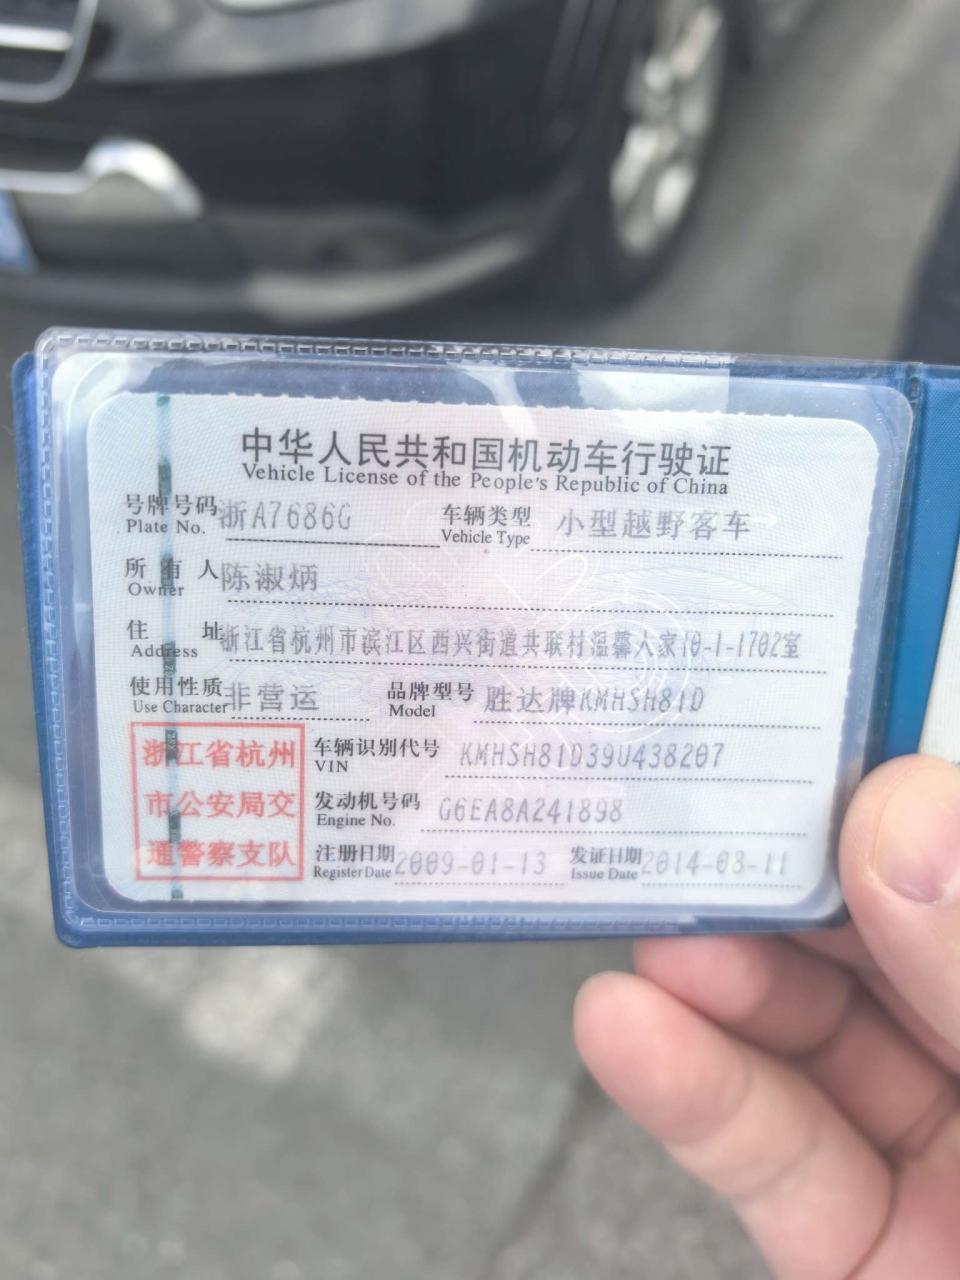 中华人民共和国机动车行驶证
Vehicle License of the People's Republic of China
号牌号码 浙A7686G 车辆类型 小型越野客车
Plate No. Vehicle Type
所有人 陈淑炳
Owner
住址 浙江省杭州市滨江区西兴街道共联村温馨人家10-1-1702室
Address
使用性质 非营运 品牌型号 胜达牌KMHSH81D
Use Character Model
浙江省杭州
市公安局交
通警察支队
车辆识别代号 KMHSH81D39U438207
VIN
发动机号码 G6EA8A241898
Engine No.
注册日期 2009-01-13 发证日期 2014-08-11
Register Date Issue Date